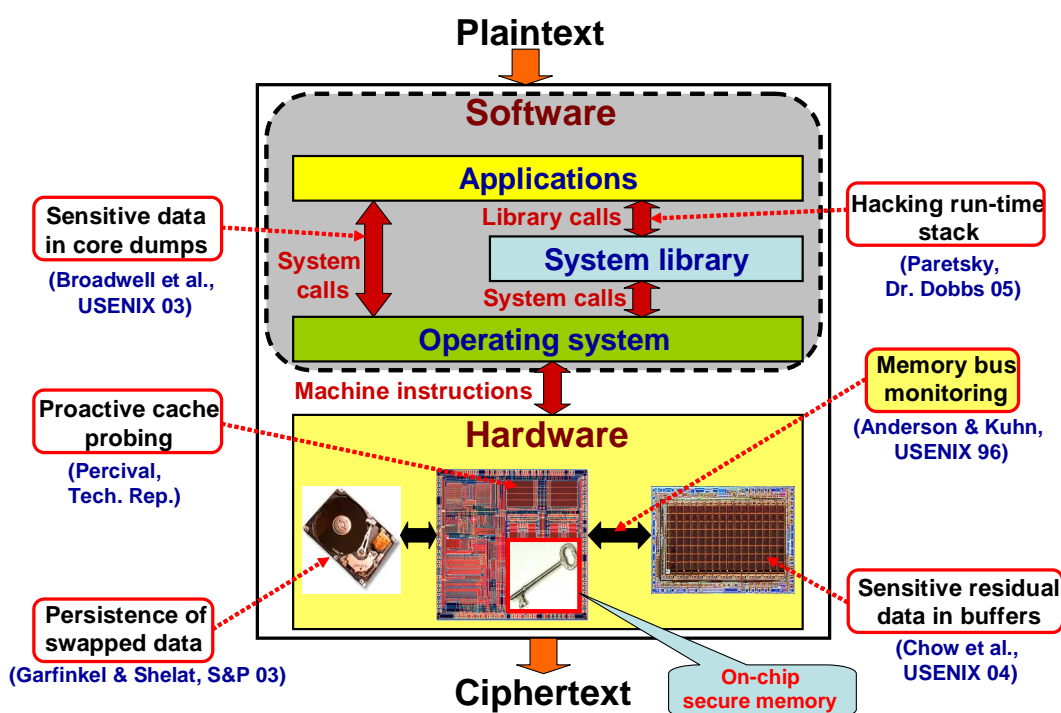 Plaintext
Software
Applications
Library calls
System library
System
calls
System calls
Operating system
Machine instructions
Hardware
Sensitive data
in core dumps
(Broadwell et al.,
USENIX 03)
Proactive cache
probing
(Percival,
Tech. Rep.)
Persistence of
swapped data
(Garfinkel & Shelat, S&P 03)
Hacking run-time
stack
(Paretsky,
Dr. Dobbs 05)
Memory bus
monitoring
(Anderson & Kuhn,
USENIX 96)
Sensitive residual
data in buffers
(Chow et al.,
USENIX 04)
On-chip
secure memory
Ciphertext